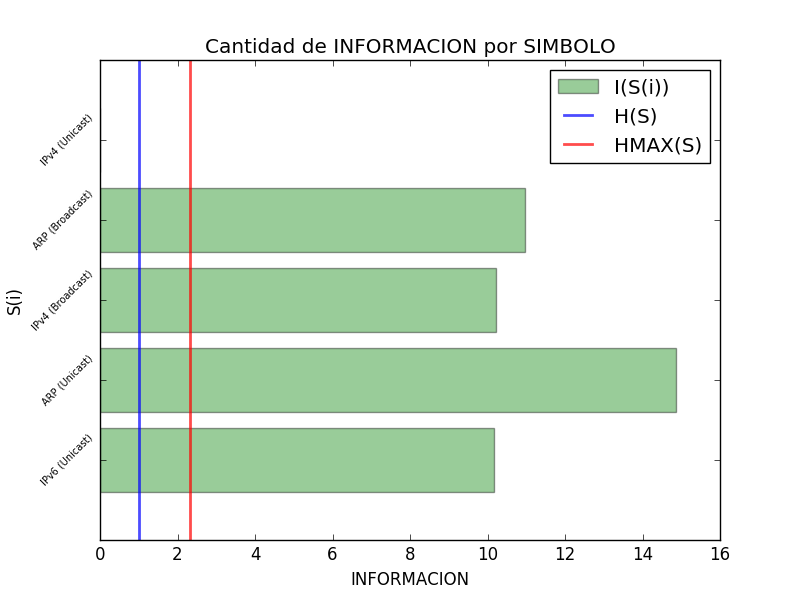 Cantidad de INFORMACION por SIMBOLO
I(S(i))
H(S)
HMAX(S)
S(i)
IPv4 (Unicast)
ARP (Broadcast)
IPv4 (Broadcast)
ARP (Unicast)
IPv6 (Unicast)
0 2 4 6 8 10 12 14 16
INFORMACION